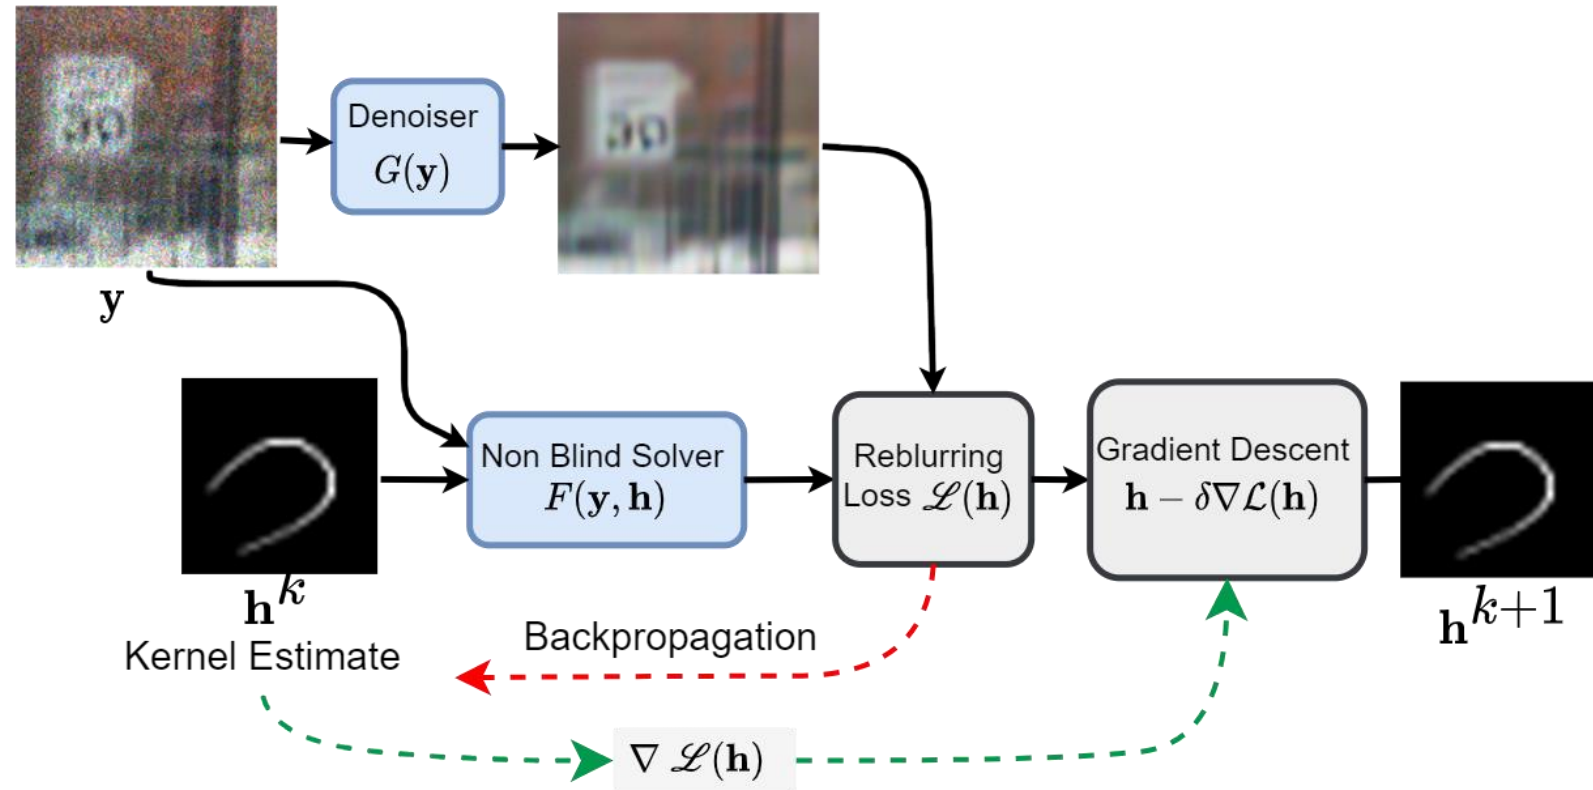 Denoiser
G(y)
y
Non Blind Solver
F(y, h)
Reblurring
Loss ℒ(h)
Gradient Descent
h − δ∇ℒ(h)
h^k
Kernel Estimate
h^{k+1}
Backpropagation
∇ ℒ(h)